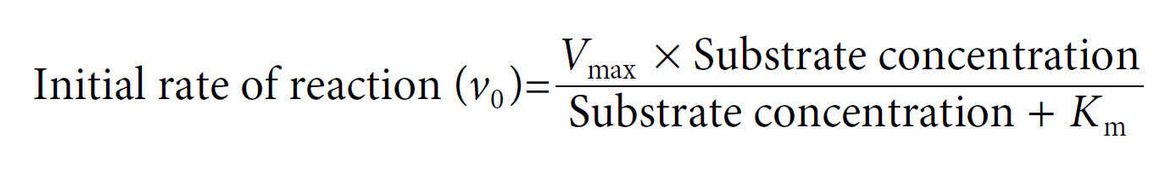 Initial rate of reaction (v₀)= Vmax × Substrate concentration
Substrate concentration + Km